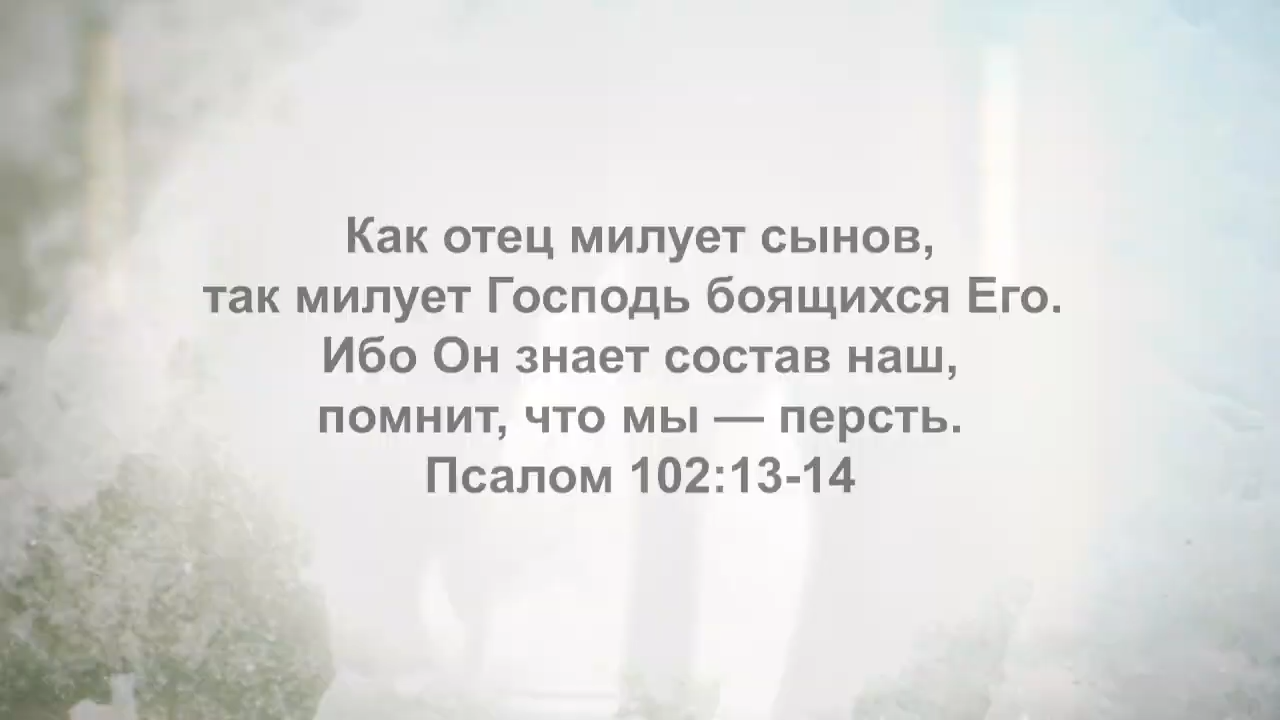 Как отец милует сынов,
так милует Господь боящихся Его.
Ибо Он знает состав наш,
помнит, что мы — персть.
Псалом 102:13-14